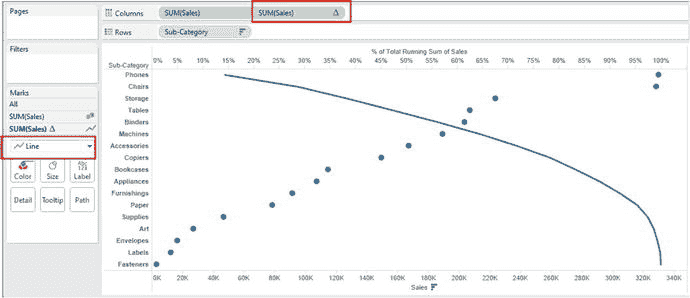 Pages
Columns SUM(Sales) SUM(Sales) Δ
Rows Sub-Category
Filters
% of Total Running Sum of Sales
Sub-Category 0% 5% 10% 15% 20% 25% 30% 35% 40% 45% 50% 55% 60% 65% 70% 75% 80% 85% 90% 95% 100%
Phones
Marks
Chairs
All
Storage
SUM(Sales)
Tables
SUM(Sales) Δ
Binders
Line
Machines
Accessories
Color Size Label
Copiers
Bookcases
Appliances
Detail Tooltip Path
Furnishings
Paper
Supplies
Art
Envelopes
Labels
Fasteners
0K 20K 40K 60K 80K 100K 120K 140K 160K 180K 200K 220K 240K 260K 280K 300K 320K 340K
Sales